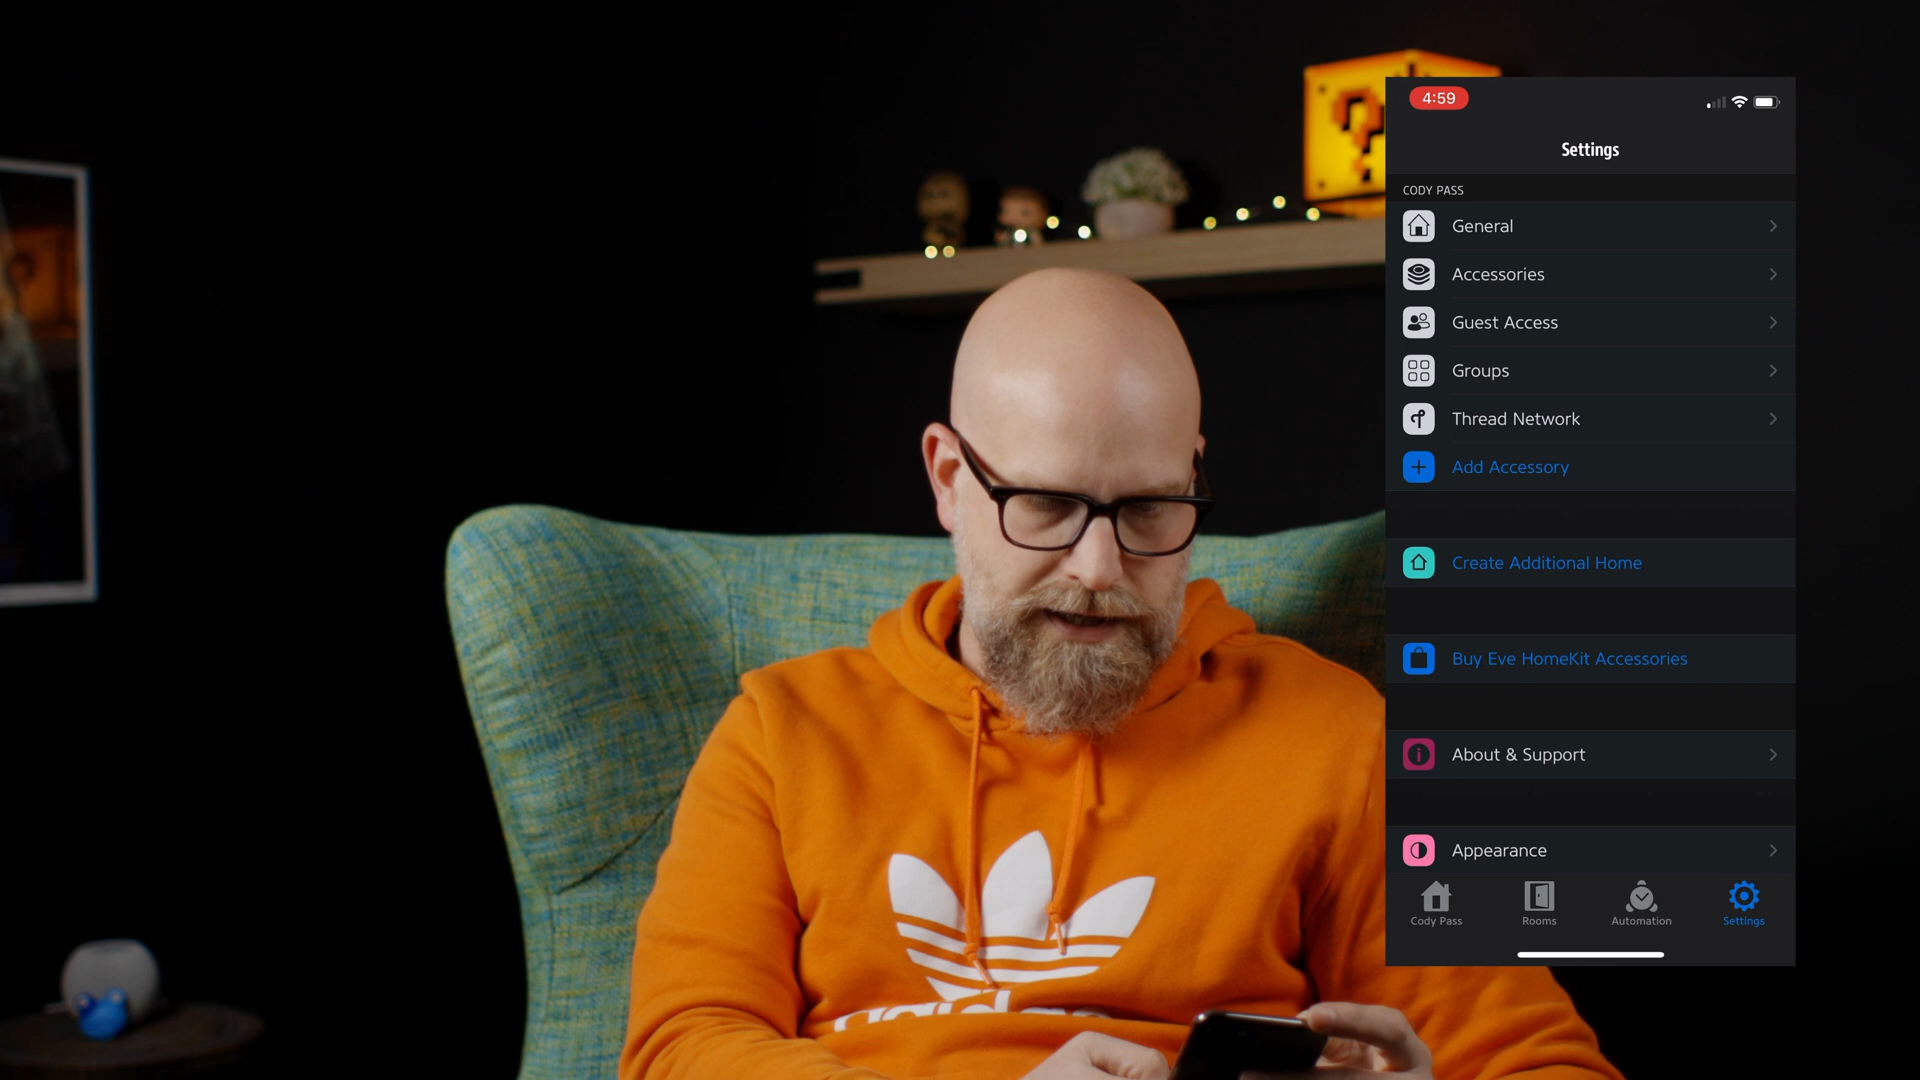 4:59
Settings
CODY PASS
General
Accessories
Guest Access
Groups
Thread Network
Add Accessory
Create Additional Home
Buy Eve HomeKit Accessories
About & Support
Appearance
Cody Pass
Rooms
Automation
Settings
adidas